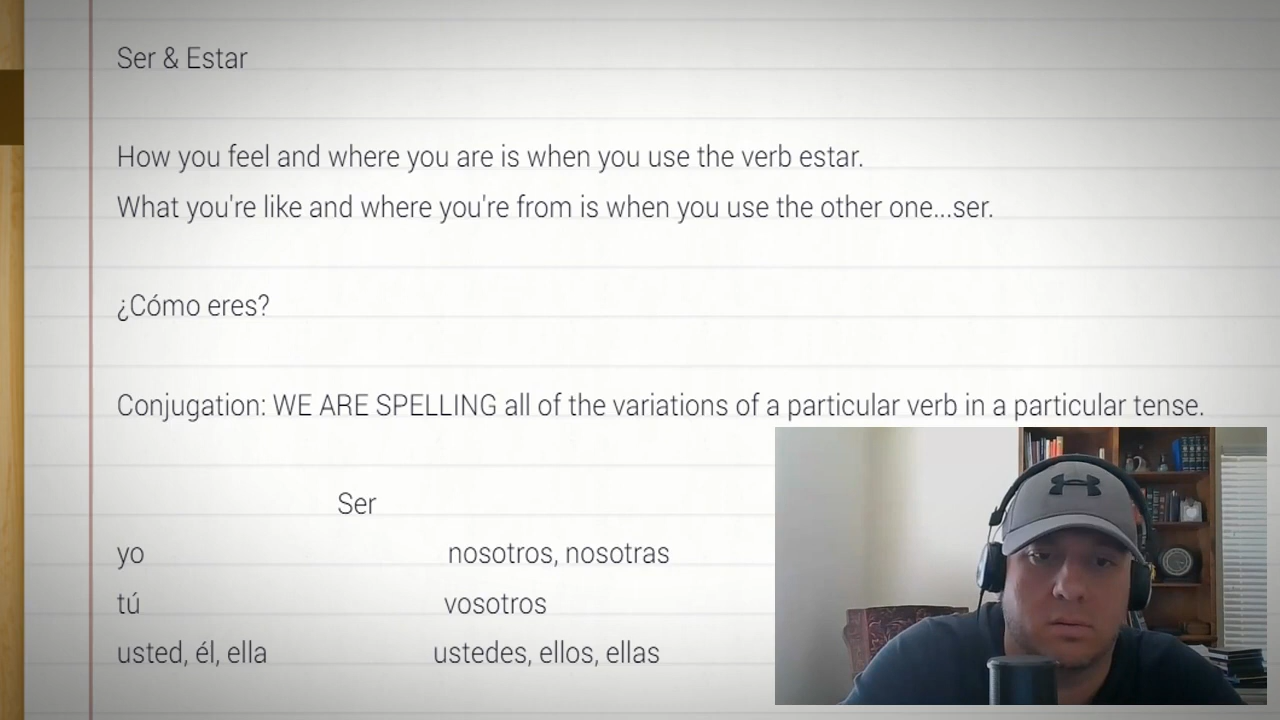 Ser & Estar
How you feel and where you are is when you use the verb estar.
What you're like and where you're from is when you use the other one...ser.
¿Cómo eres?
Conjugation: WE ARE SPELLING all of the variations of a particular verb in a particular tense.
Ser
yo nosotros, nosotras
tú vosotros
usted, él, ella ustedes, ellos, ellas